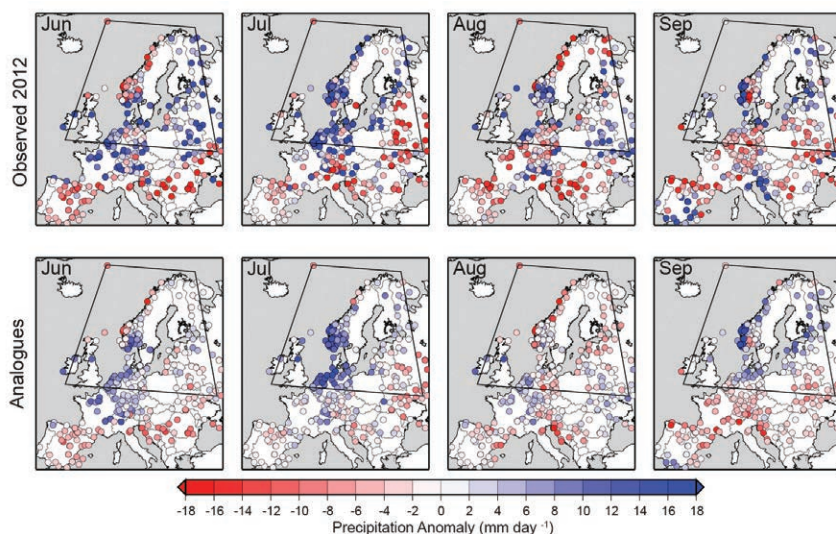 Jun Jul Aug Sep
Observed 2012
Jun Jul Aug Sep
Analogues
-18 -16 -14 -12 -10 -8 -6 -4 -2 0 2 4 6 8 10 12 14 16 18
Precipitation Anomaly (mm day -1)